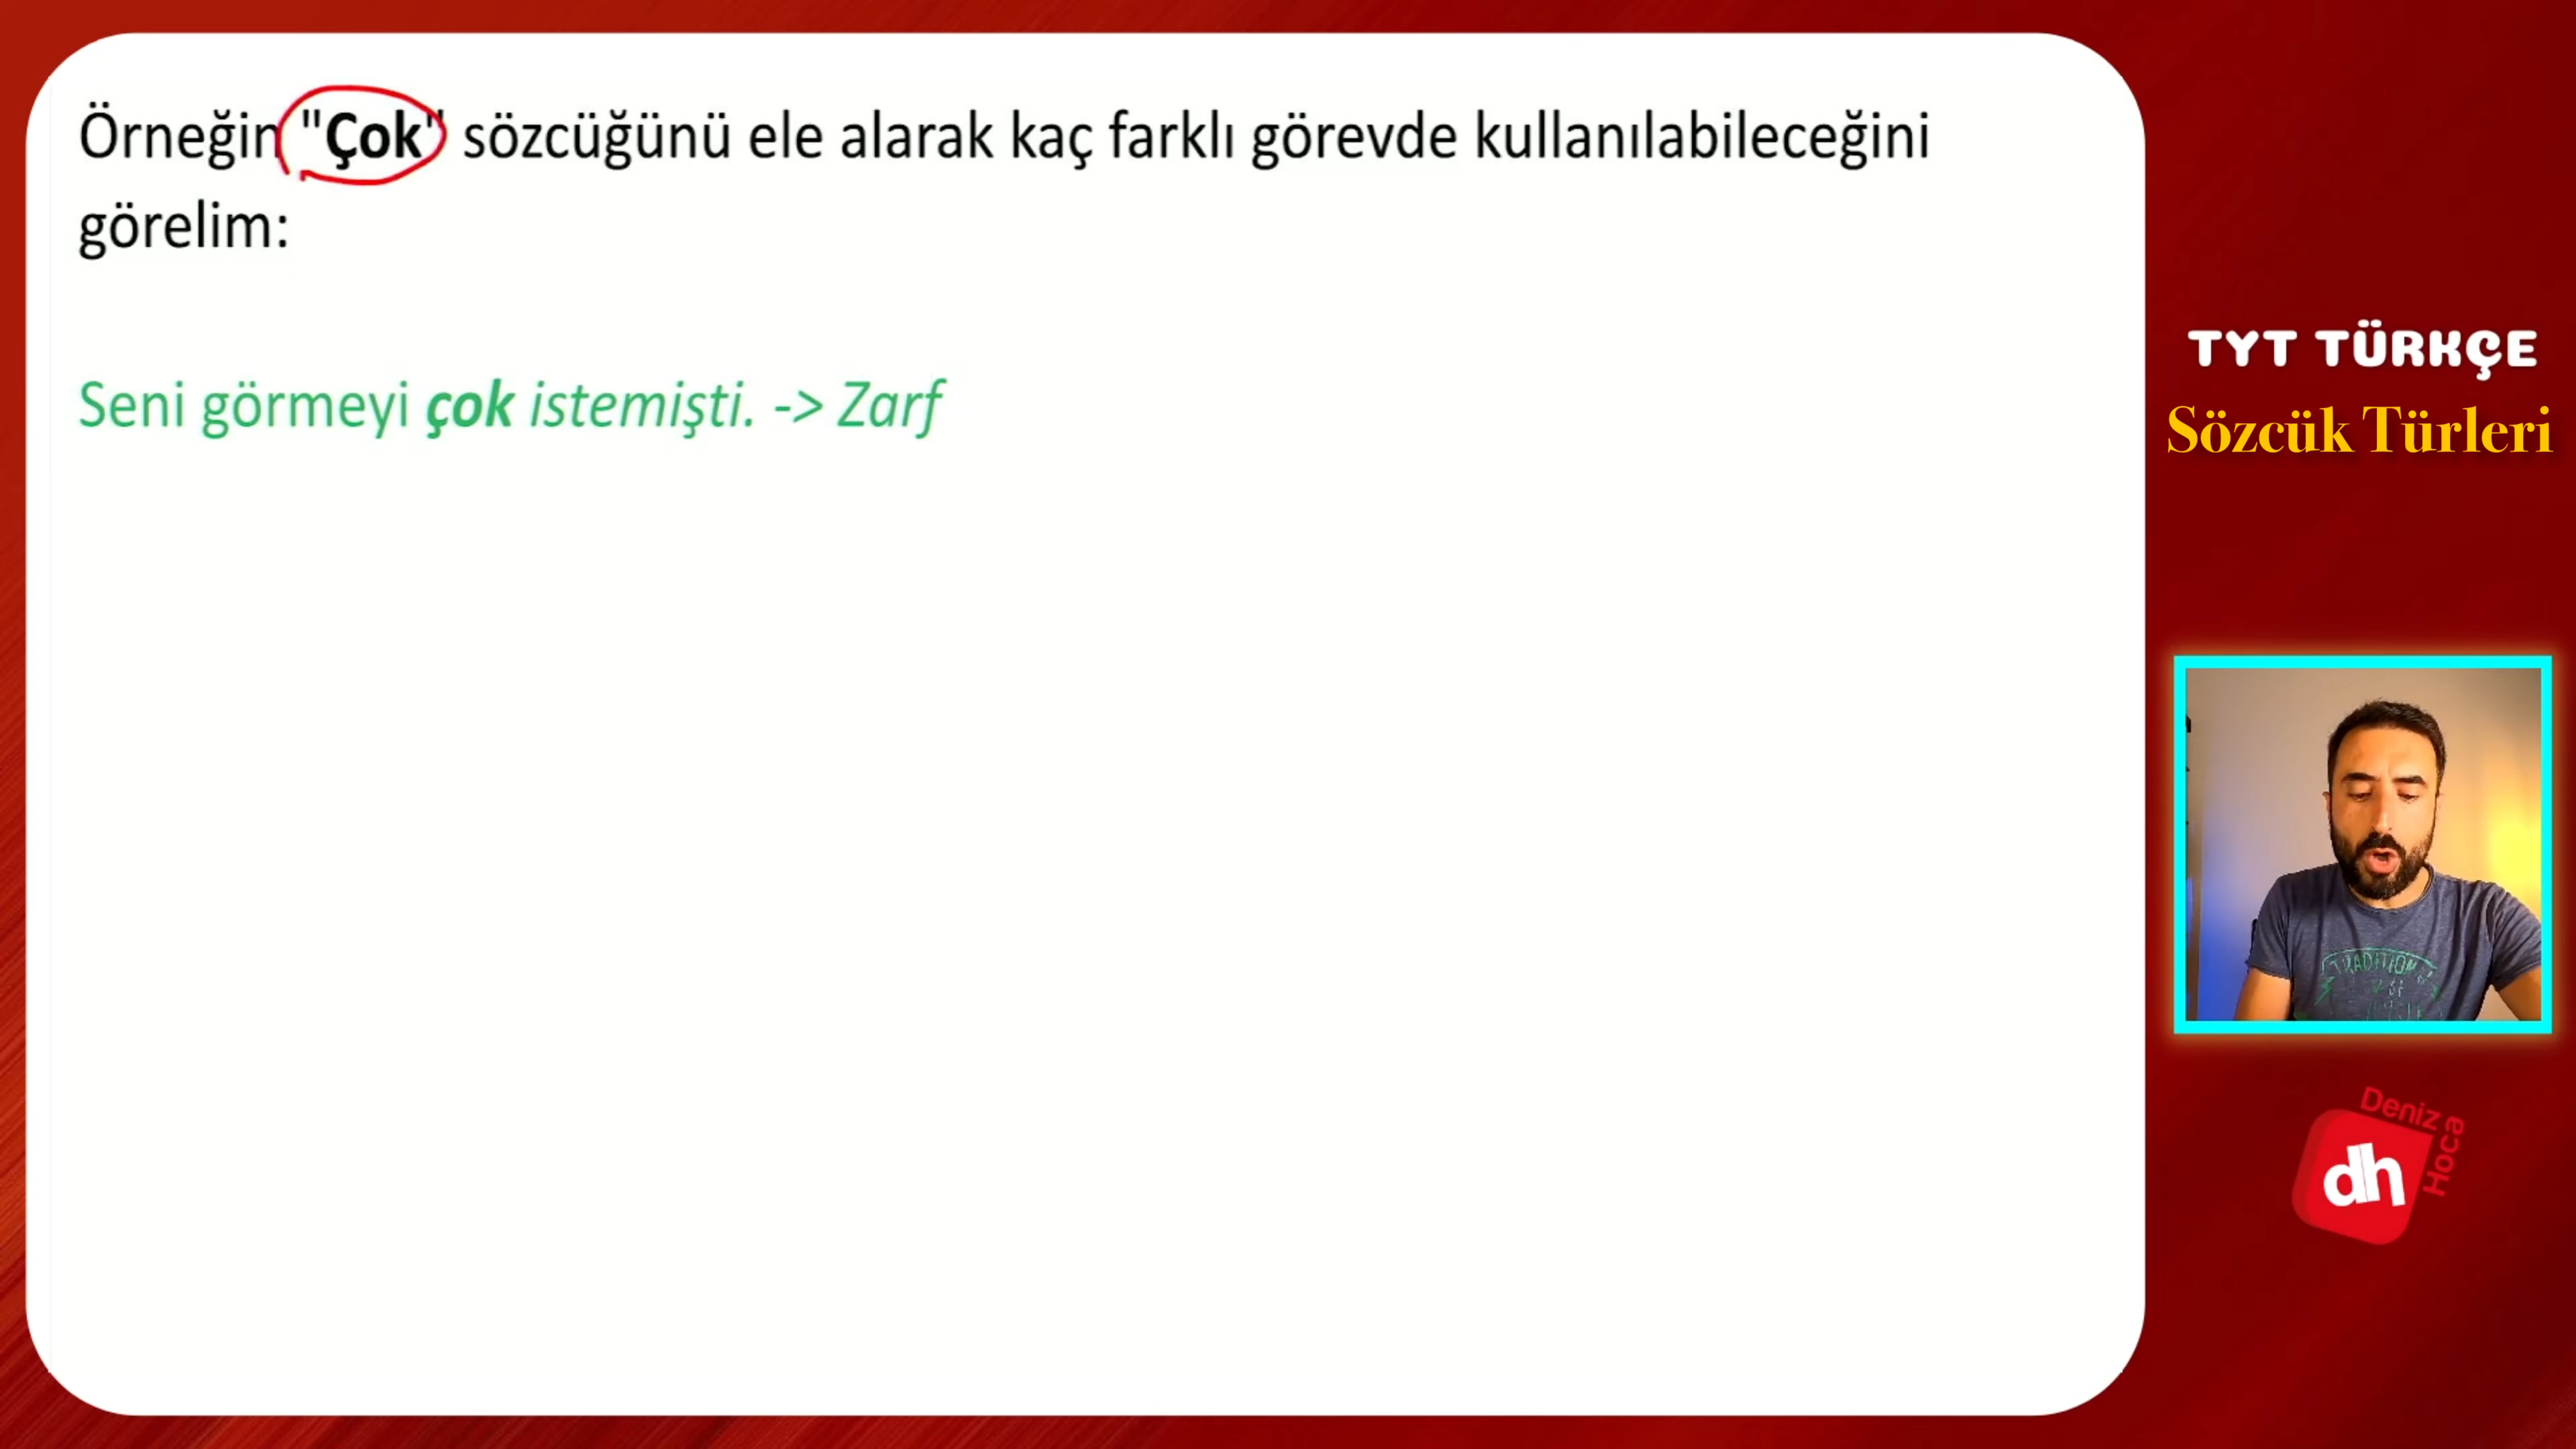 Örneğin "Çok" sözcüğünü ele alarak kaç farklı görevde kullanılabileceğini
görelim:
Seni görmeyi çok istemişti. -> Zarf
TYT TÜRKÇE
Sözcük Türleri
TRADITION
Deniz
Hoca
dh